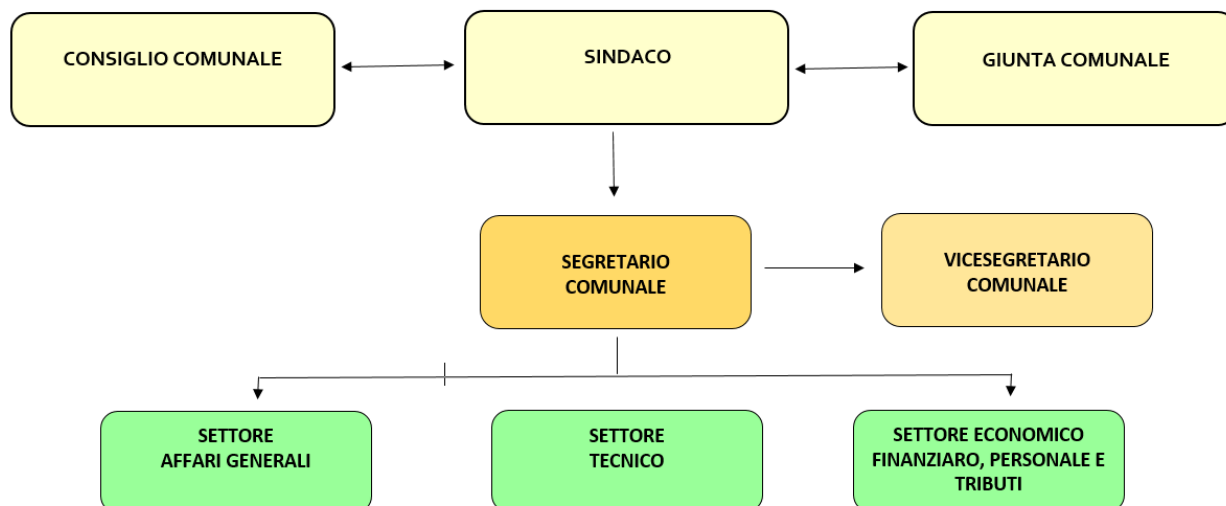 CONSIGLIO COMUNALE
SINDACO
GIUNTA COMUNALE
SEGRETARIO
COMUNALE
VICESEGRETARIO
COMUNALE
SETTORE
AFFARI GENERALI
SETTORE
TECNICO
SETTORE ECONOMICO
FINANZIARO, PERSONALE E
TRIBUTI